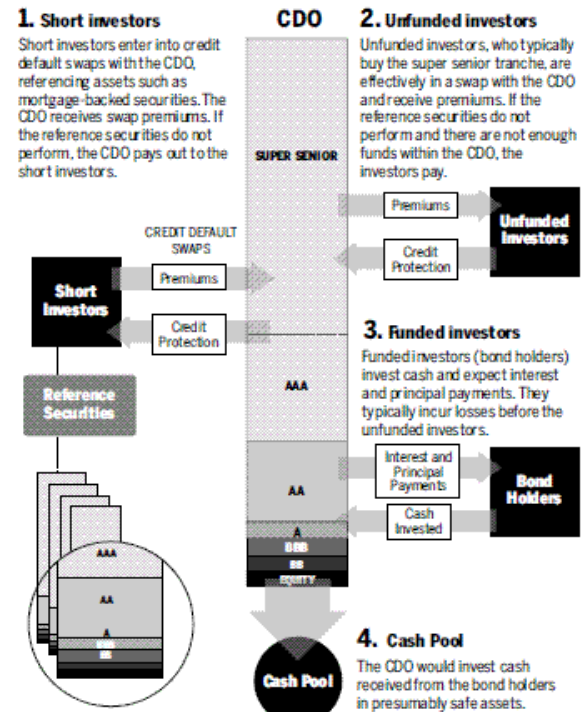 1. Short investors
Short investors enter into credit
default swaps with the CDO,
referencing assets such as
mortgage-backed securities. The
CDO receives swap premiums. If
the reference securities do not
perform, the CDO pays out to the
short investors.
CDO
2. Unfunded investors
Unfunded investors, who typically
buy the super senior tranche, are
effectively in a swap with the CDO
and receive premiums. If the
reference securities do not
perform and there are not enough
funds within the CDO, the
investors pay.
SUPER SENIOR
Premiums
Credit
Protection
Unfunded
Investors
CREDIT DEFAULT
SWAPS
Short
Investors
Premiums
Credit
Protection
Reference
Securities
3. Funded investors
Funded investors (bond holders)
invest cash and expect interest
and principal payments. They
typically incur losses before the
unfunded investors.
AAA
AA
A
BBB
BB
EQUITY
Interest and
Principal
Payments
Cash
Invested
Bond
Holders
AAA
AA
A
BBB
BB
Cash Pool
4. Cash Pool
The CDO would invest cash
received from the bond holders
in presumably safe assets.